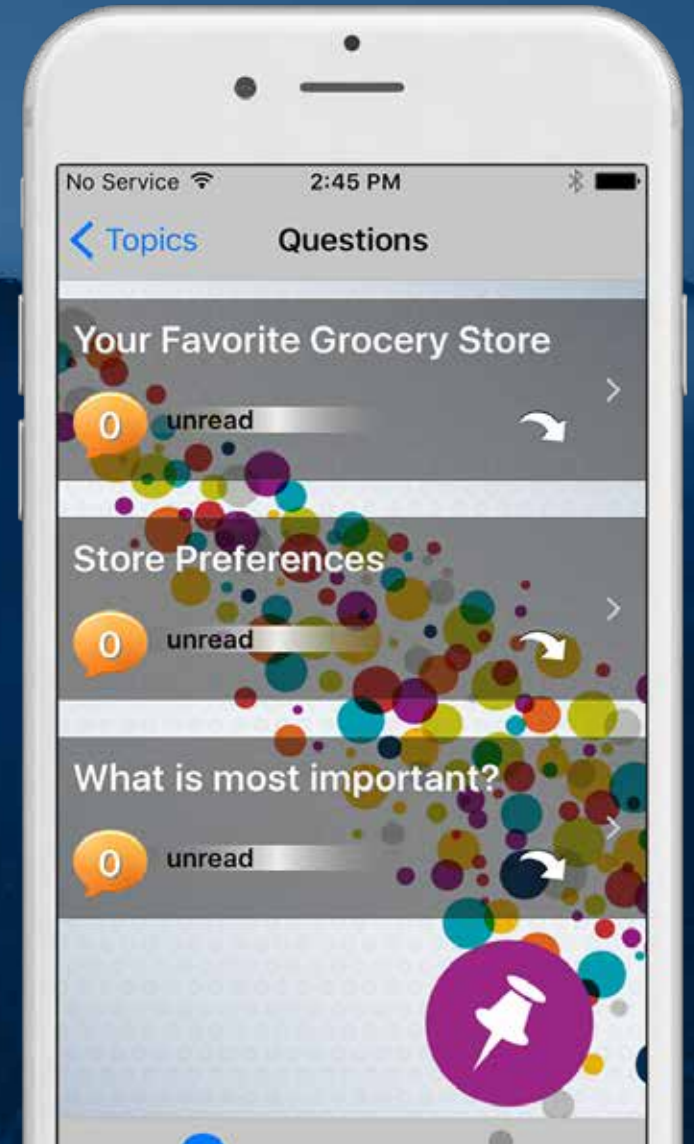 No Service 2:45 PM
Topics Questions
Your Favorite Grocery Store
0 unread
Store Preferences
0 unread
What is most important?
0 unread